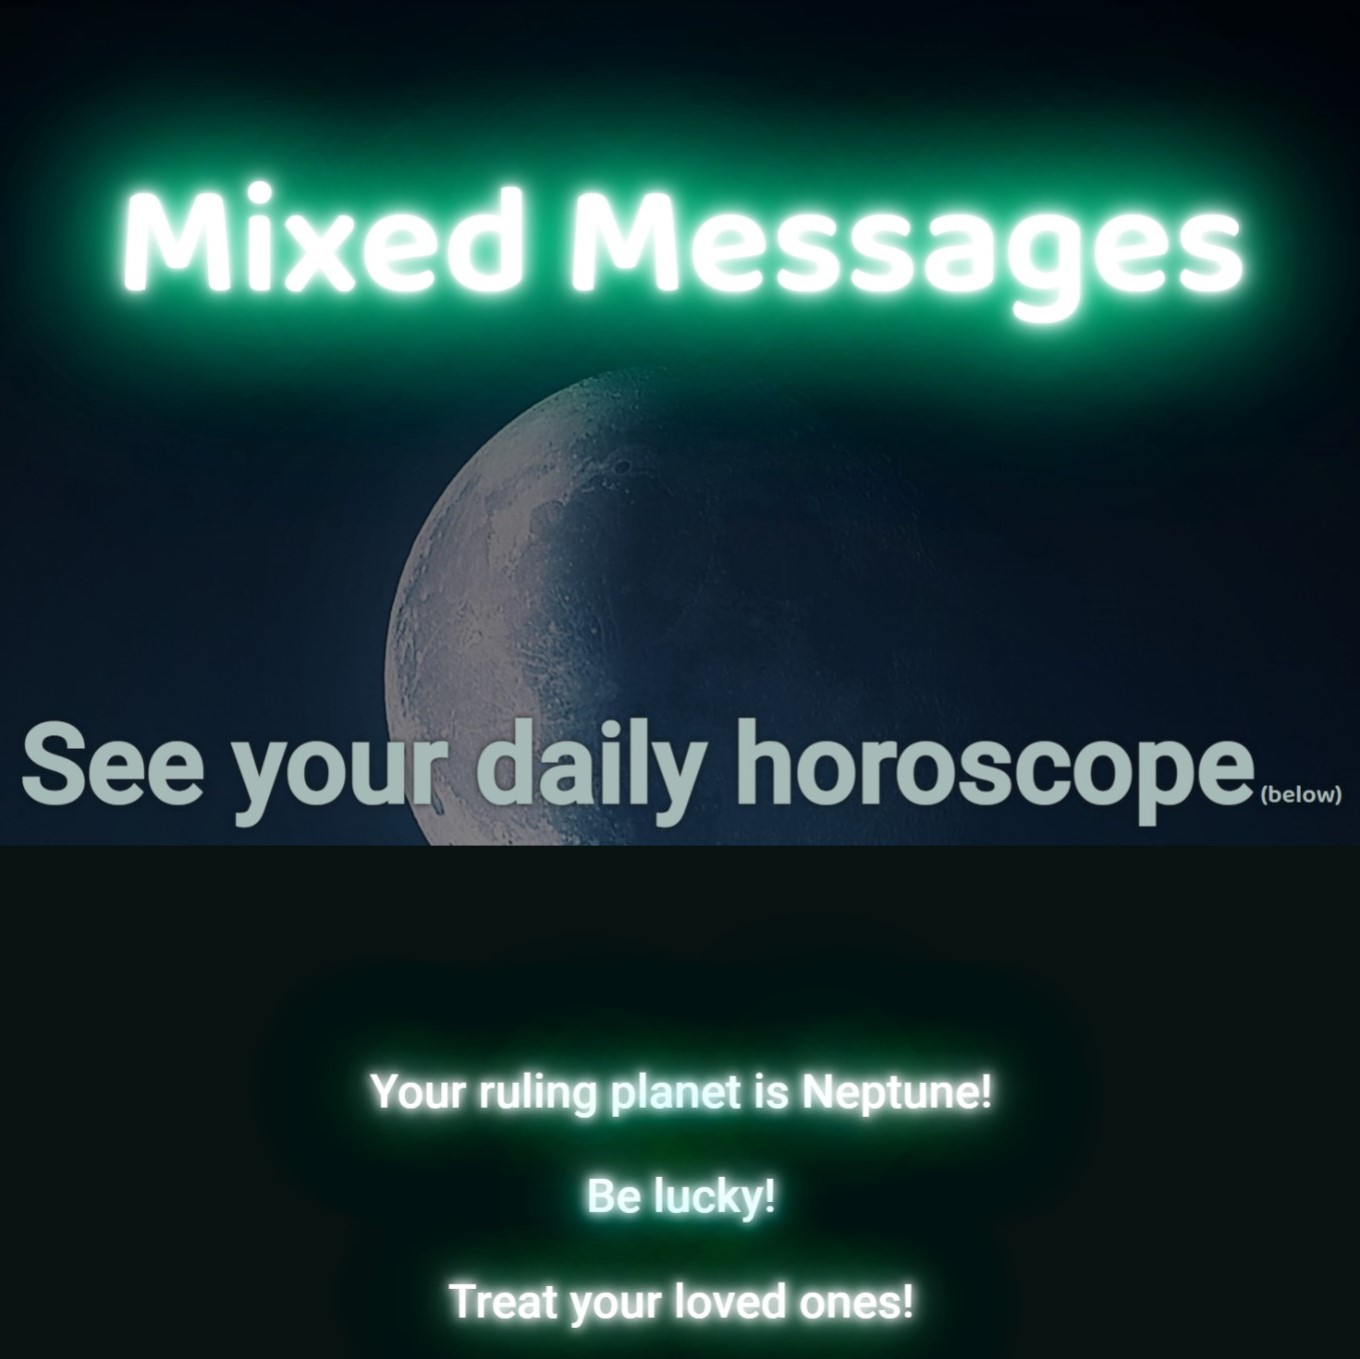 Mixed Messages
See your daily horoscope (below)
Your ruling planet is Neptune!
Be lucky!
Treat your loved ones!